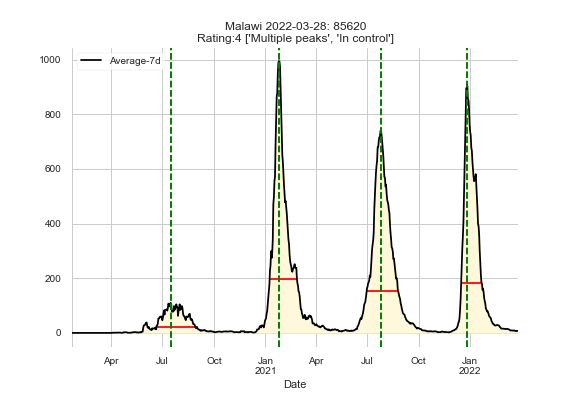 Malawi 2022-03-28: 85620
Rating:4 ['Multiple peaks', 'In control']
Average-7d
1000
800
600
400
200
0
Apr Jul Oct Jan Apr Jul Oct Jan
2021 2022
Date